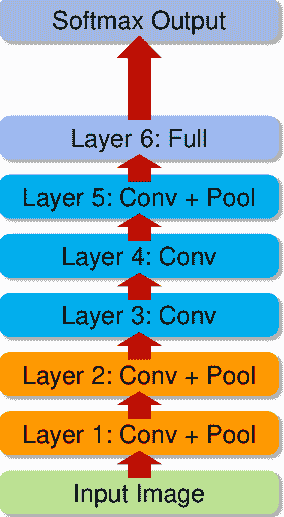 Softmax Output
Layer 6: Full
Layer 5: Conv + Pool
Layer 4: Conv
Layer 3: Conv
Layer 2: Conv + Pool
Layer 1: Conv + Pool
Input Image